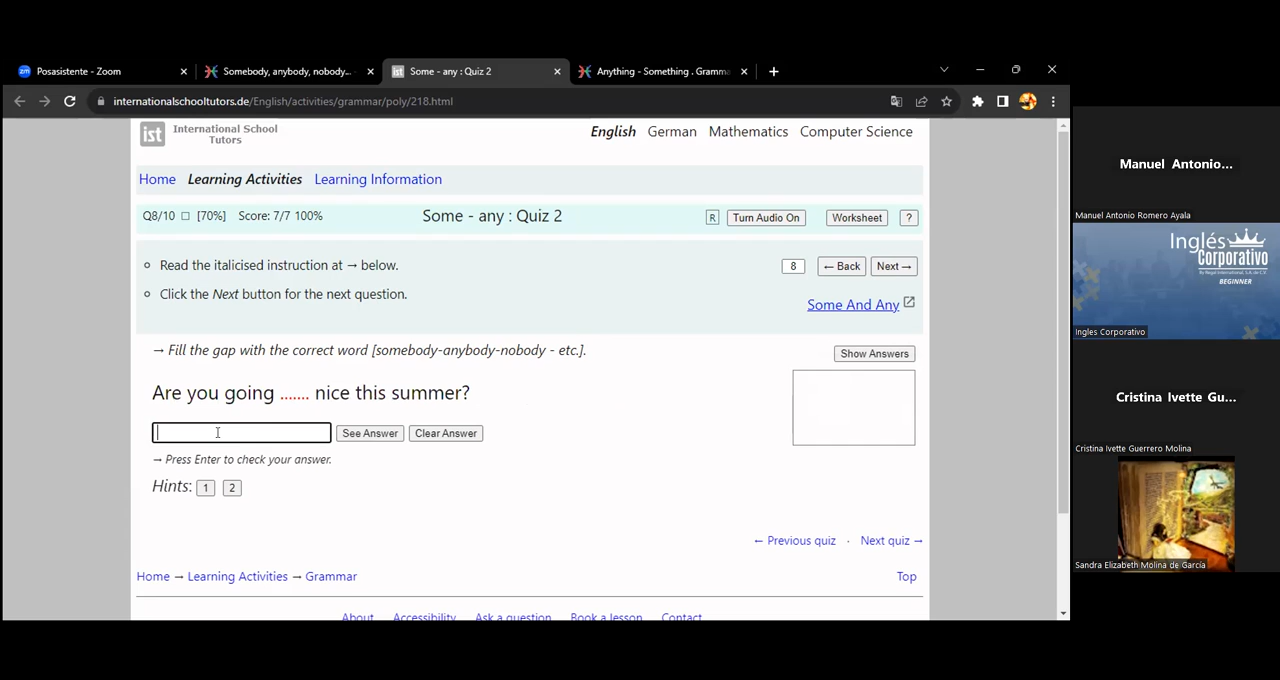 Posasistente - Zoom
Somebody, anybody, nobody...
Some - any : Quiz 2
Anything - Something . Gramma
internationalschooltutors.de/English/activities/grammar/poly/218.html
ist International School Tutors
English German Mathematics Computer Science
Home Learning Activities Learning Information
Q8/10 □ [70%] Score: 7/7 100% Some - any : Quiz 2 R Turn Audio On Worksheet ?
Read the italicised instruction at → below. 8 ← Back Next →
Click the Next button for the next question.
Some And Any
→ Fill the gap with the correct word [somebody-anybody-nobody - etc.].
Show Answers
Are you going ....... nice this summer?
See Answer Clear Answer
→ Press Enter to check your answer.
Hints: 1 2
← Previous quiz · Next quiz →
Home → Learning Activities → Grammar Top
About Accessibility Ask a question Book a lesson Contact
Manuel Antonio...
Manuel Antonio Romero Ayala
Inglés
Corporativo
By Regal International, S.A. de C.V.
BEGINNER
Ingles Corporativo
Cristina Ivette Gu...
Cristina Ivette Guerrero Molina
Sandra Elizabeth Molina de García